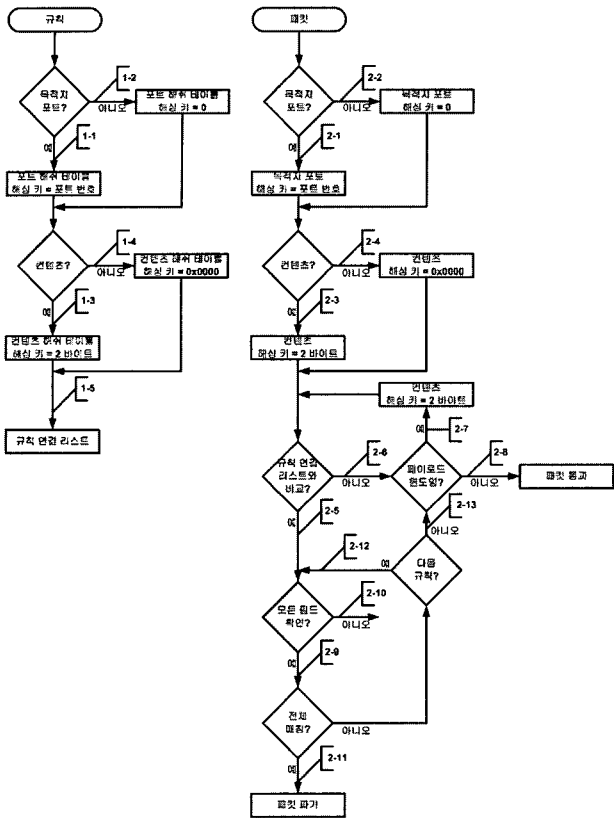 규칙
목적지
포트?
1-2
아니오
포트 해쉬 테이블
해싱 키 = 0
예
1-1
포트 해쉬 테이블
해싱 키 = 포트 번호
컨텐츠?
1-4
아니오
컨텐츠 해쉬 테이블
해싱 키 = 0x0000
예
1-3
컨텐츠 해쉬 테이블
해싱 키 = 2 바이트
1-5
규칙 연결 리스트
패킷
목적지
포트?
2-2
아니오
목적지 포트
해싱 키 = 0
예
2-1
목적지 포트
해싱 키 = 포트 번호
컨텐츠?
2-4
아니오
컨텐츠
해싱 키 = 0x0000
예
2-3
컨텐츠
해싱 키 = 2 바이트
컨텐츠
해싱 키 = 2 바이트
예
2-7
규칙 연결
리스트와
비교?
2-6
아니오
페이로드
윈도잉?
2-8
아니오
패킷 통과
예
2-5
2-13
아니오
다음
규칙?
예
2-12
모든 필드
확인?
2-10
아니오
예
2-9
전체
매칭?
아니오
예
2-11
패킷 파기